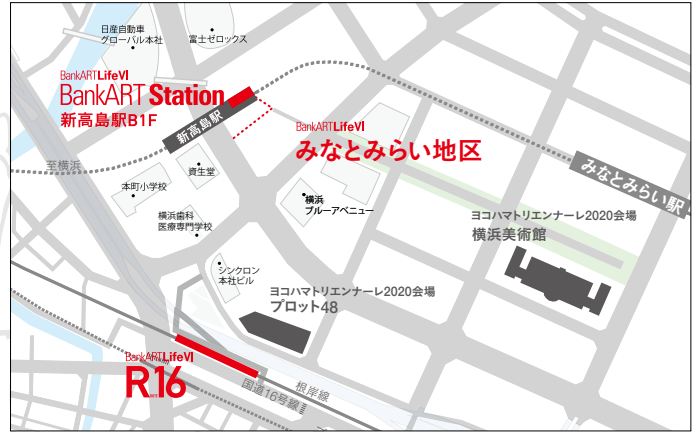 日産自動車
グローバル本社
富士ゼロックス
BankARTLifeVI
BankART Station
新高島駅B1F
新高島駅
BankARTLifeVI
みなとみらい地区
至横浜
資生堂
本町小学校
横浜
ブルーアベニュー
みなとみらい駅
横浜歯科
医療専門学校
ヨコハマトリエンナーレ2020会場
横浜美術館
シンクロン
本社ビル
ヨコハマトリエンナーレ2020会場
プロット48
BankARTLifeVI
R16
根岸線
国道16号線